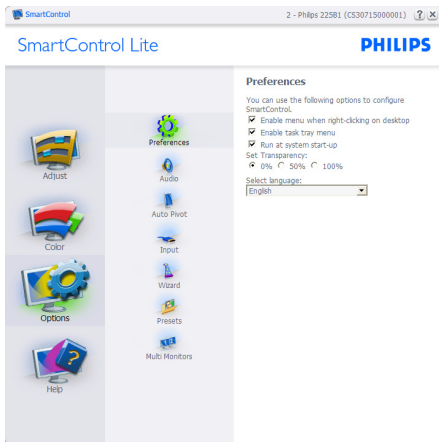 SmartControl
2 - Philips 225B1 (CS30715000001)
SmartControl Lite
PHILIPS
Adjust
Color
Options
Help
Preferences
Audio
Auto Pivot
Input
Wizard
Presets
Multi Monitors
Preferences
You can use the following options to configure
SmartControl.
Enable menu when right-clicking on desktop
Enable task tray menu
Run at system start-up
Set Transparency:
0% 50% 100%
Select language:
English